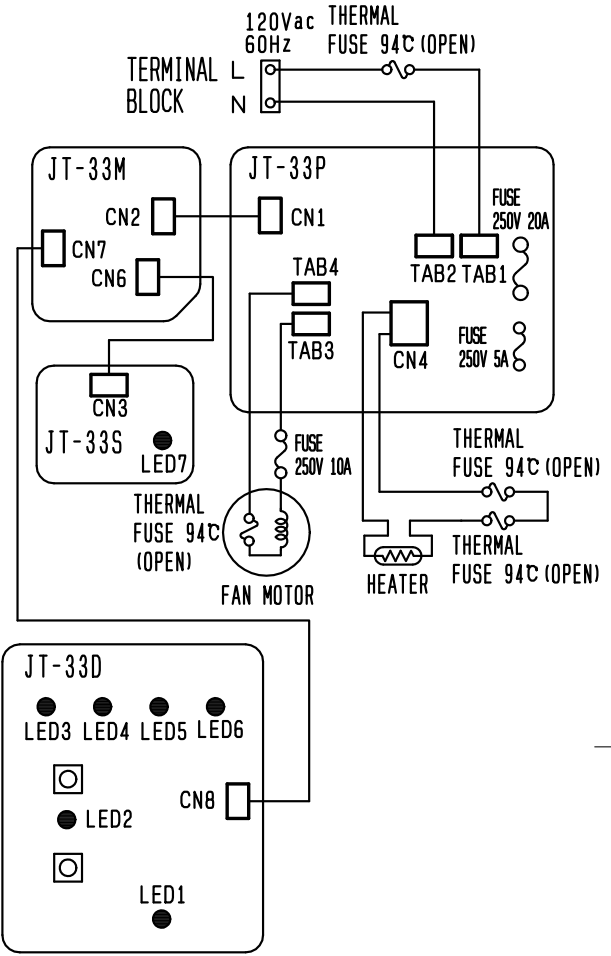 120Vac
60Hz
THERMAL
FUSE 94℃(OPEN)
TERMINAL
BLOCK
L
N
JT-33M
CN2
CN7
CN6
JT-33P
CN1
FUSE
250V 20A
TAB4
TAB2
TAB1
TAB3
CN4
FUSE
250V 5A
CN3
JT-33S
LED7
FUSE
250V 10A
THERMAL
FUSE 94℃(OPEN)
THERMAL
FUSE 94℃
(OPEN)
THERMAL
FUSE 94℃(OPEN)
FAN MOTOR
HEATER
JT-33D
LED3
LED4
LED5
LED6
CN8
LED2
LED1